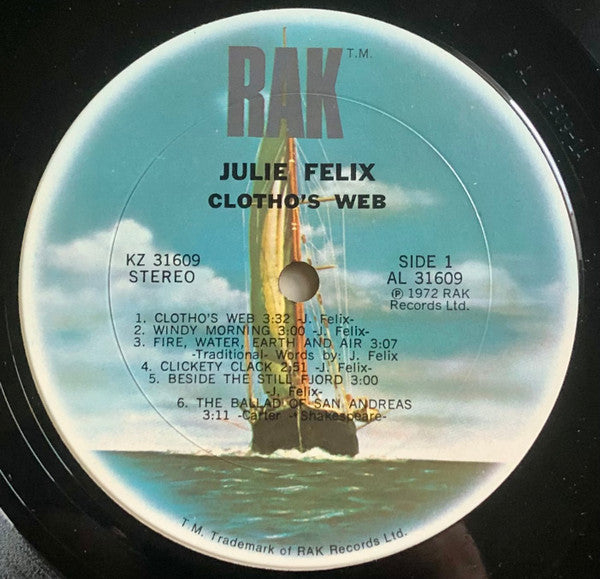 RAK T.M.
JULIE FELIX
CLOTHO'S WEB
KZ 31609
STEREO
SIDE 1
AL 31609
℗ 1972 RAK
Records Ltd.
1. CLOTHO'S WEB 3:32 -J. Felix-
2. WINDY MORNING 3:00 -J. Felix-
3. FIRE, WATER, EARTH AND AIR 3:07
-Traditional- Words by: J. Felix
4. CLICKETY CLACK 2:51 -J. Felix-
5. BESIDE THE STILL FJORD 3:00
-J. Felix-
6. THE BALLAD OF SAN ANDREAS
3:11 -Carter - Shakespeare-
T.M. Trademark of RAK Records Ltd.